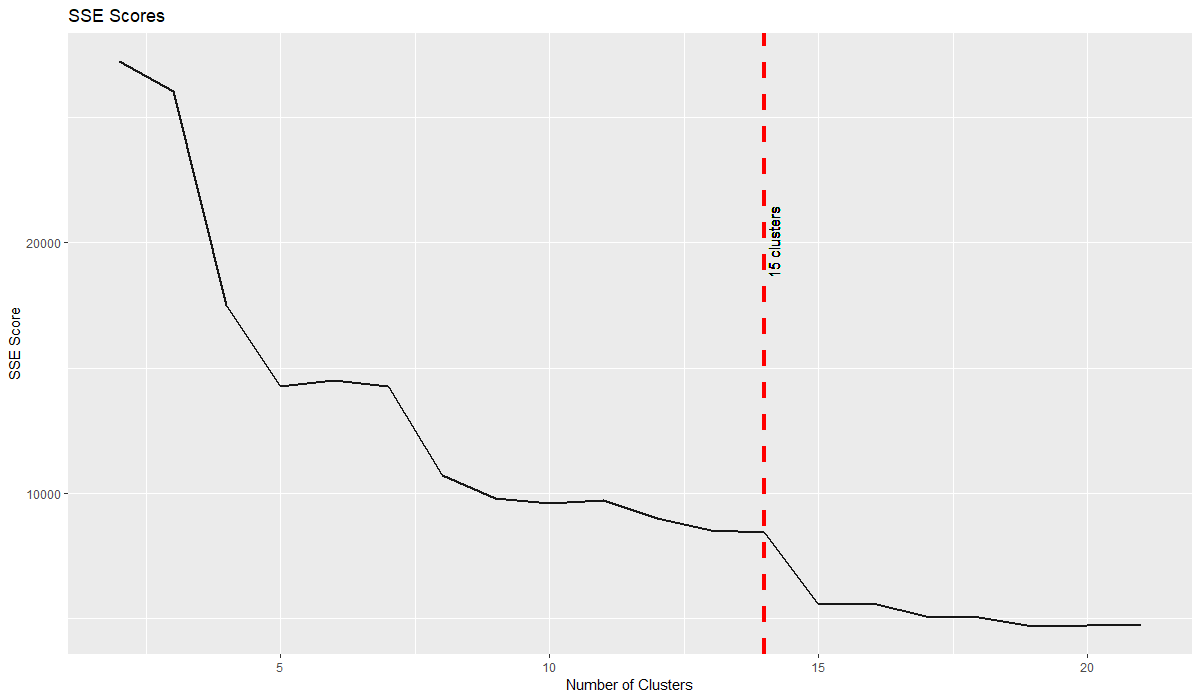 SSE Scores
20000
10000
SSE Score
15 clusters
5 10 15 20
Number of Clusters